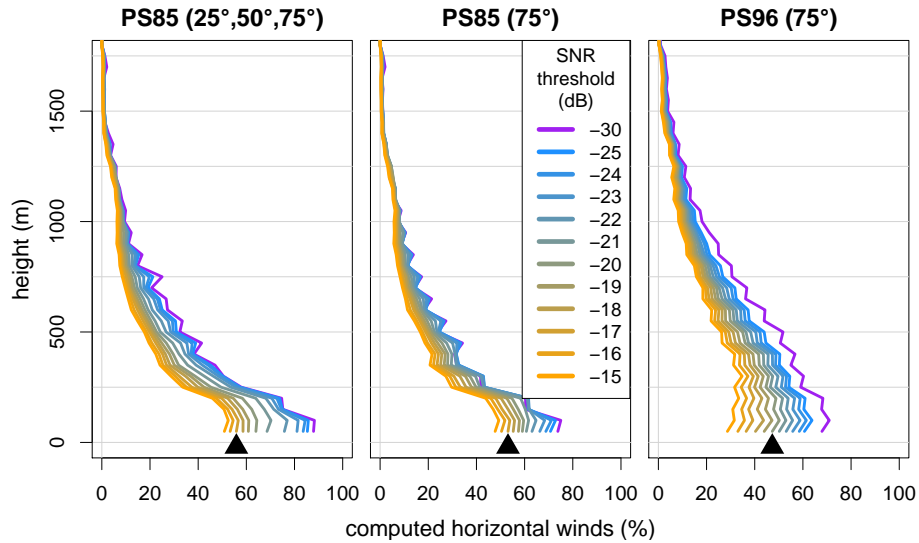 PS85 (25°,50°,75°)
PS85 (75°)
PS96 (75°)
SNR
threshold
(dB)
−30
−25
−24
−23
−22
−21
−20
−19
−18
−17
−16
−15
height (m)
1500
1000
500
0
0 20 40 60 80 100
0 20 40 60 80 100
0 20 40 60 80 100
computed horizontal winds (%)